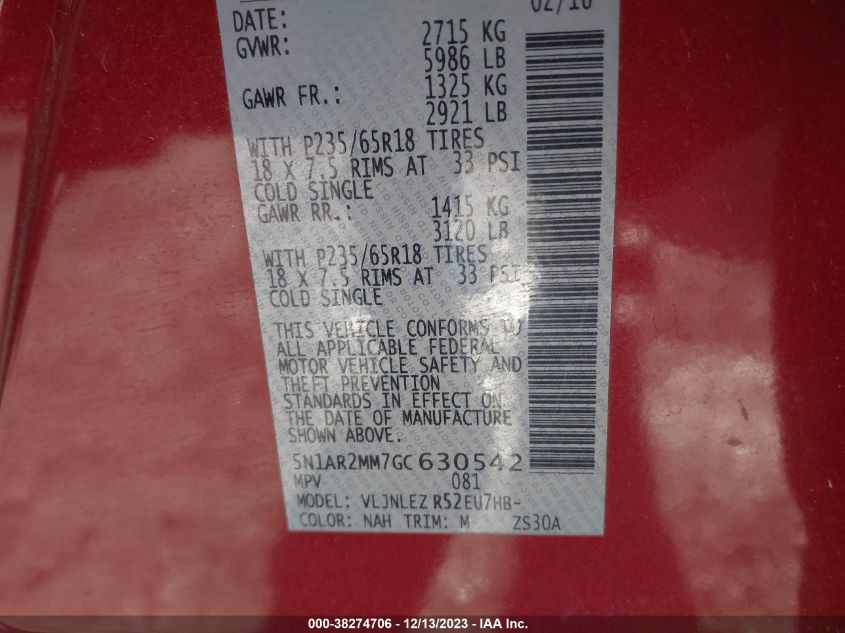 DATE: 02/16
GVWR: 2715 KG
5986 LB
GAWR FR.: 1325 KG
2921 LB
WITH P235/65R18 TIRES
18 X 7.5 RIMS AT 33 PSI
COLD SINGLE
GAWR RR.: 1415 KG
3120 LB
WITH P235/65R18 TIRES
18 X 7.5 RIMS AT 33 PSI
COLD SINGLE
THIS VEHICLE CONFORMS TO
ALL APPLICABLE FEDERAL
MOTOR VEHICLE SAFETY AND
THEFT PREVENTION
STANDARDS IN EFFECT ON
THE DATE OF MANUFACTURE
SHOWN ABOVE.
5N1AR2MM7GC630542
MPV 081
MODEL: VLJNLEZ R52EU7HB-
COLOR: NAH TRIM: M ZS30A
000-38274706 - 12/13/2023 - IAA Inc.